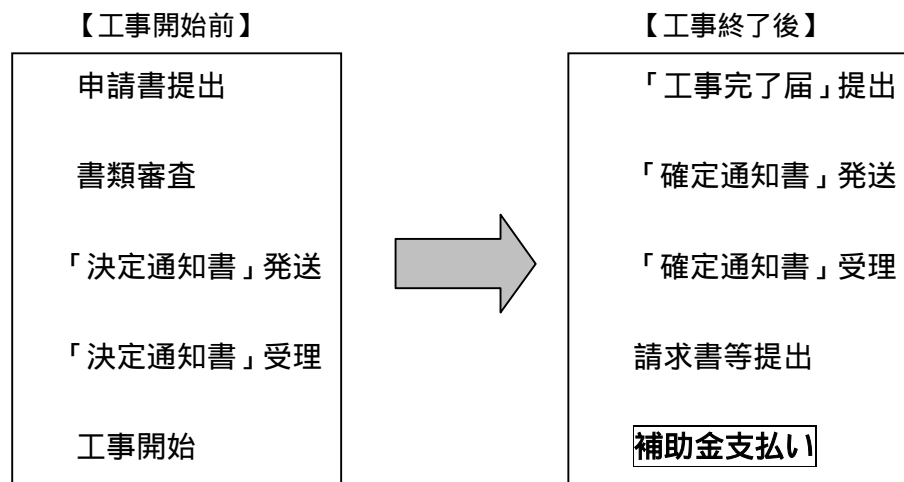 【工事開始前】
申請書提出
書類審査
「決定通知書」発送
「決定通知書」受理
工事開始
【工事終了後】
「工事完了届」提出
「確定通知書」発送
「確定通知書」受理
請求書等提出
補助金支払い